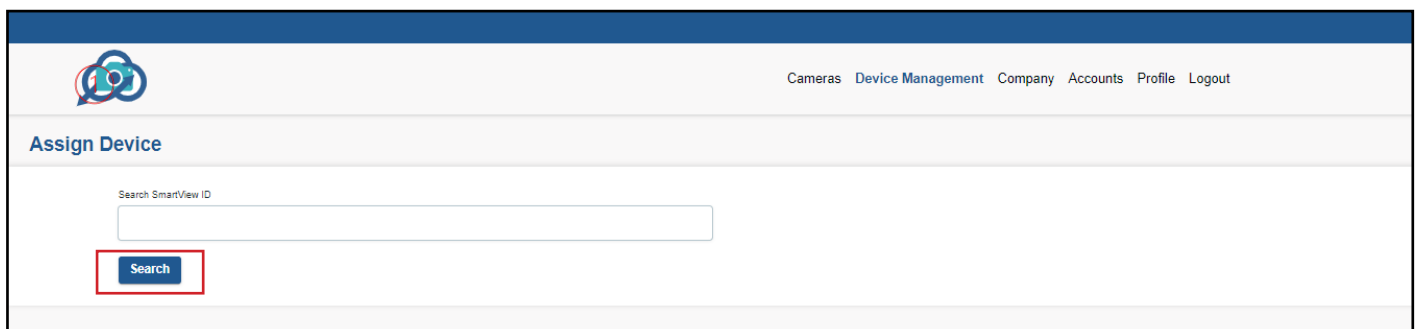 Cameras Device Management Company Accounts Profile Logout
Assign Device
Search SmartView ID
Search